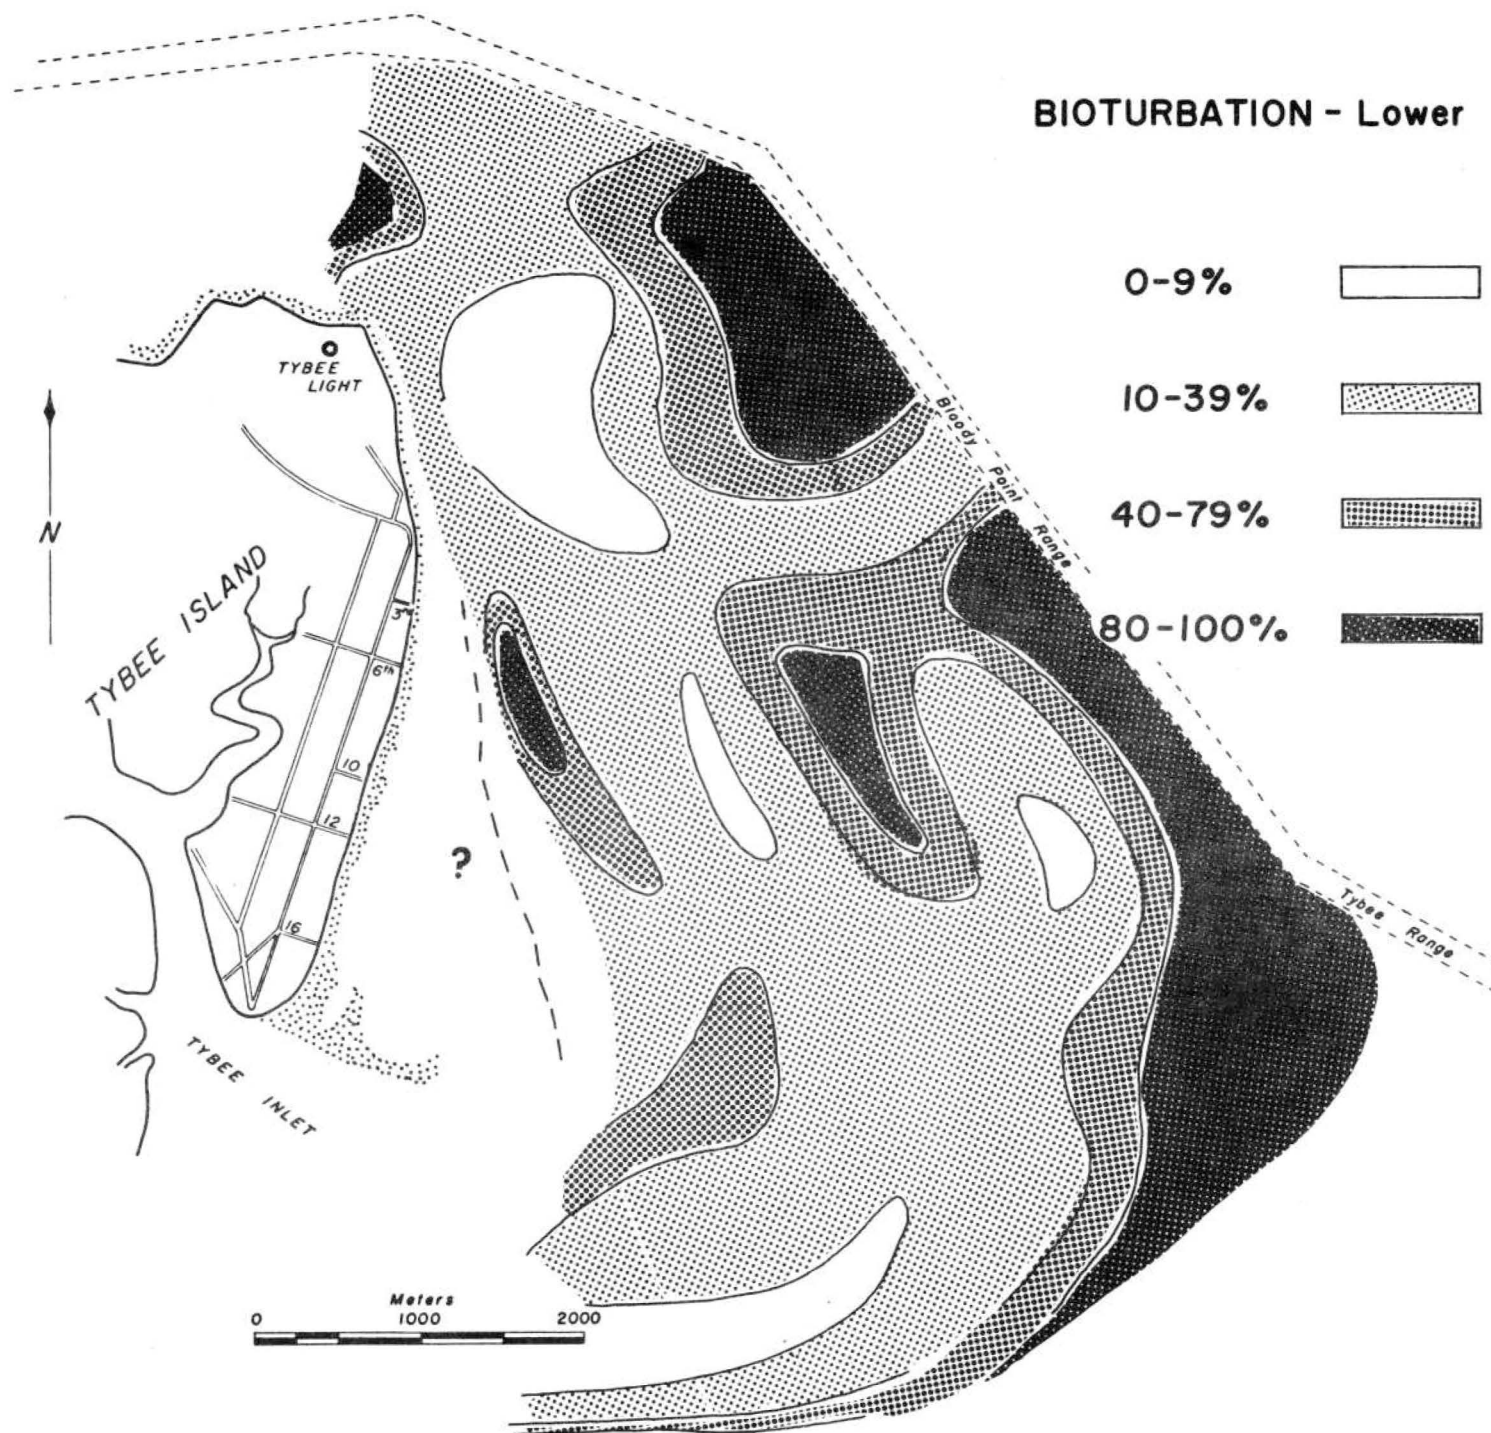 BIOTURBATION - Lower
0-9%
10-39%
40-79%
80-100%
TYBEE
LIGHT
N
TYBEE ISLAND
3rd
6th
10
12
16
?
TYBEE INLET
Bloody Point Range
Tybee Range
Meters
0 1000 2000